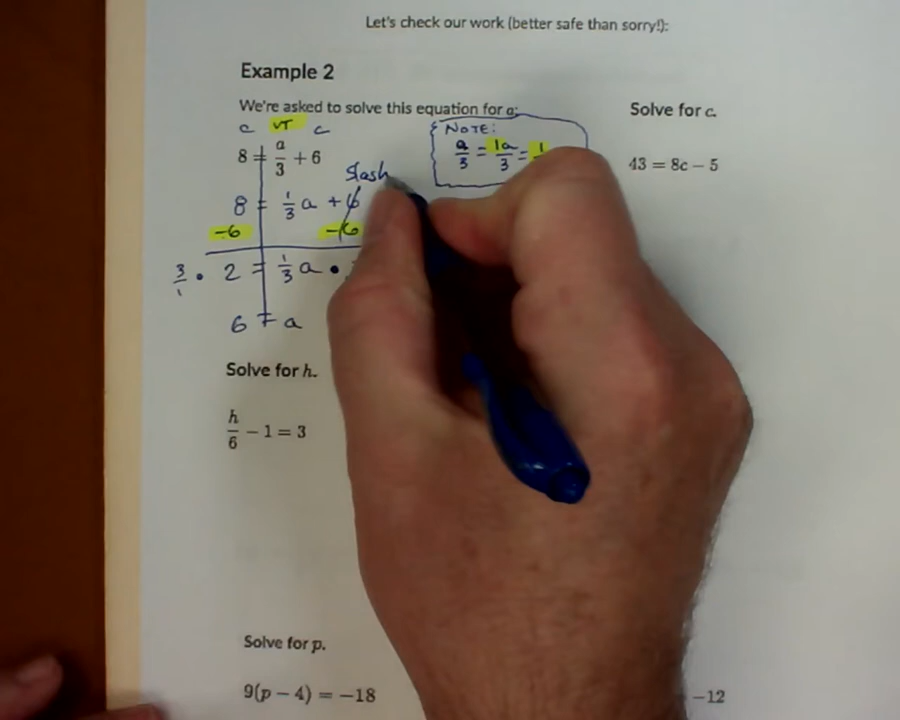 Let's check our work (better safe than sorry!):
Example 2
We're asked to solve this equation for a:
C VT C
8 = a/3 + 6
Slash
8 = 1/3 a + 6
-6 -6
3/1 • 2 = 1/3 a •
6 = a
NOTE:
a/3 = 1a/3 = 1
Solve for c.
43 = 8c − 5
Solve for h.
h/6 − 1 = 3
Solve for p.
9(p − 4) = −18
−12